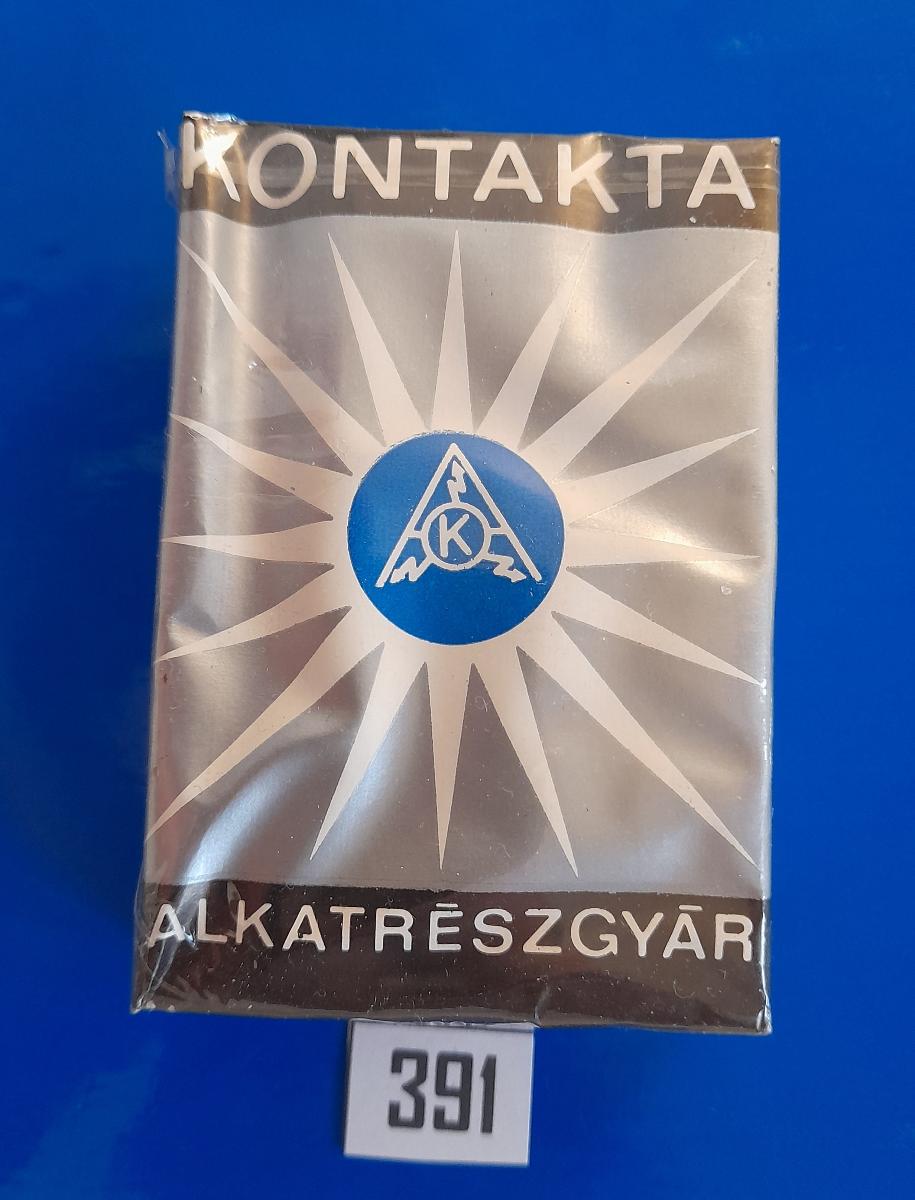 KONTAKTA
K
ALKATRÉSZGYÁR
391